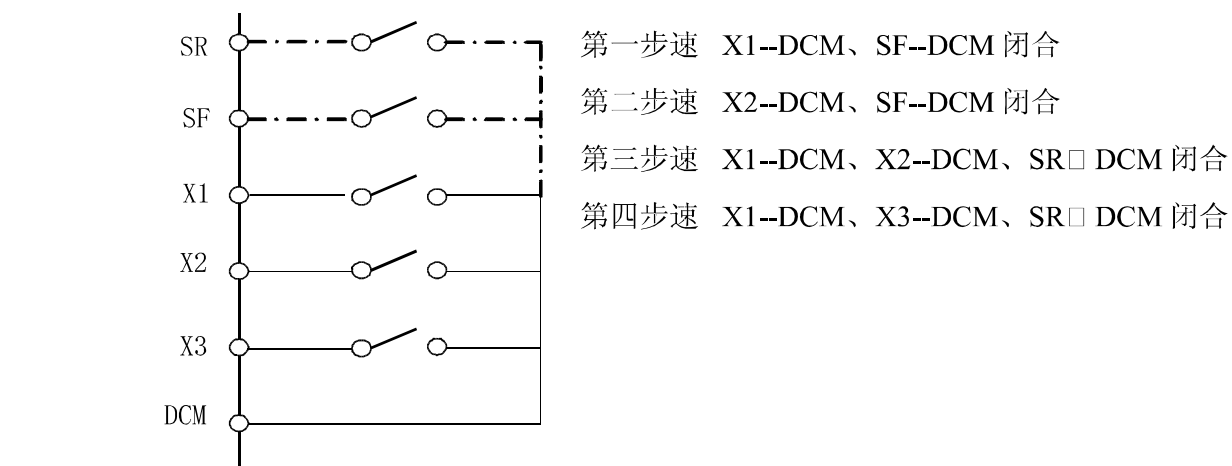 SR
SF
X1
X2
X3
DCM
第一步速 X1--DCM、SF--DCM 闭合
第二步速 X2--DCM、SF--DCM 闭合
第三步速 X1--DCM、X2--DCM、SR□ DCM 闭合
第四步速 X1--DCM、X3--DCM、SR□ DCM 闭合